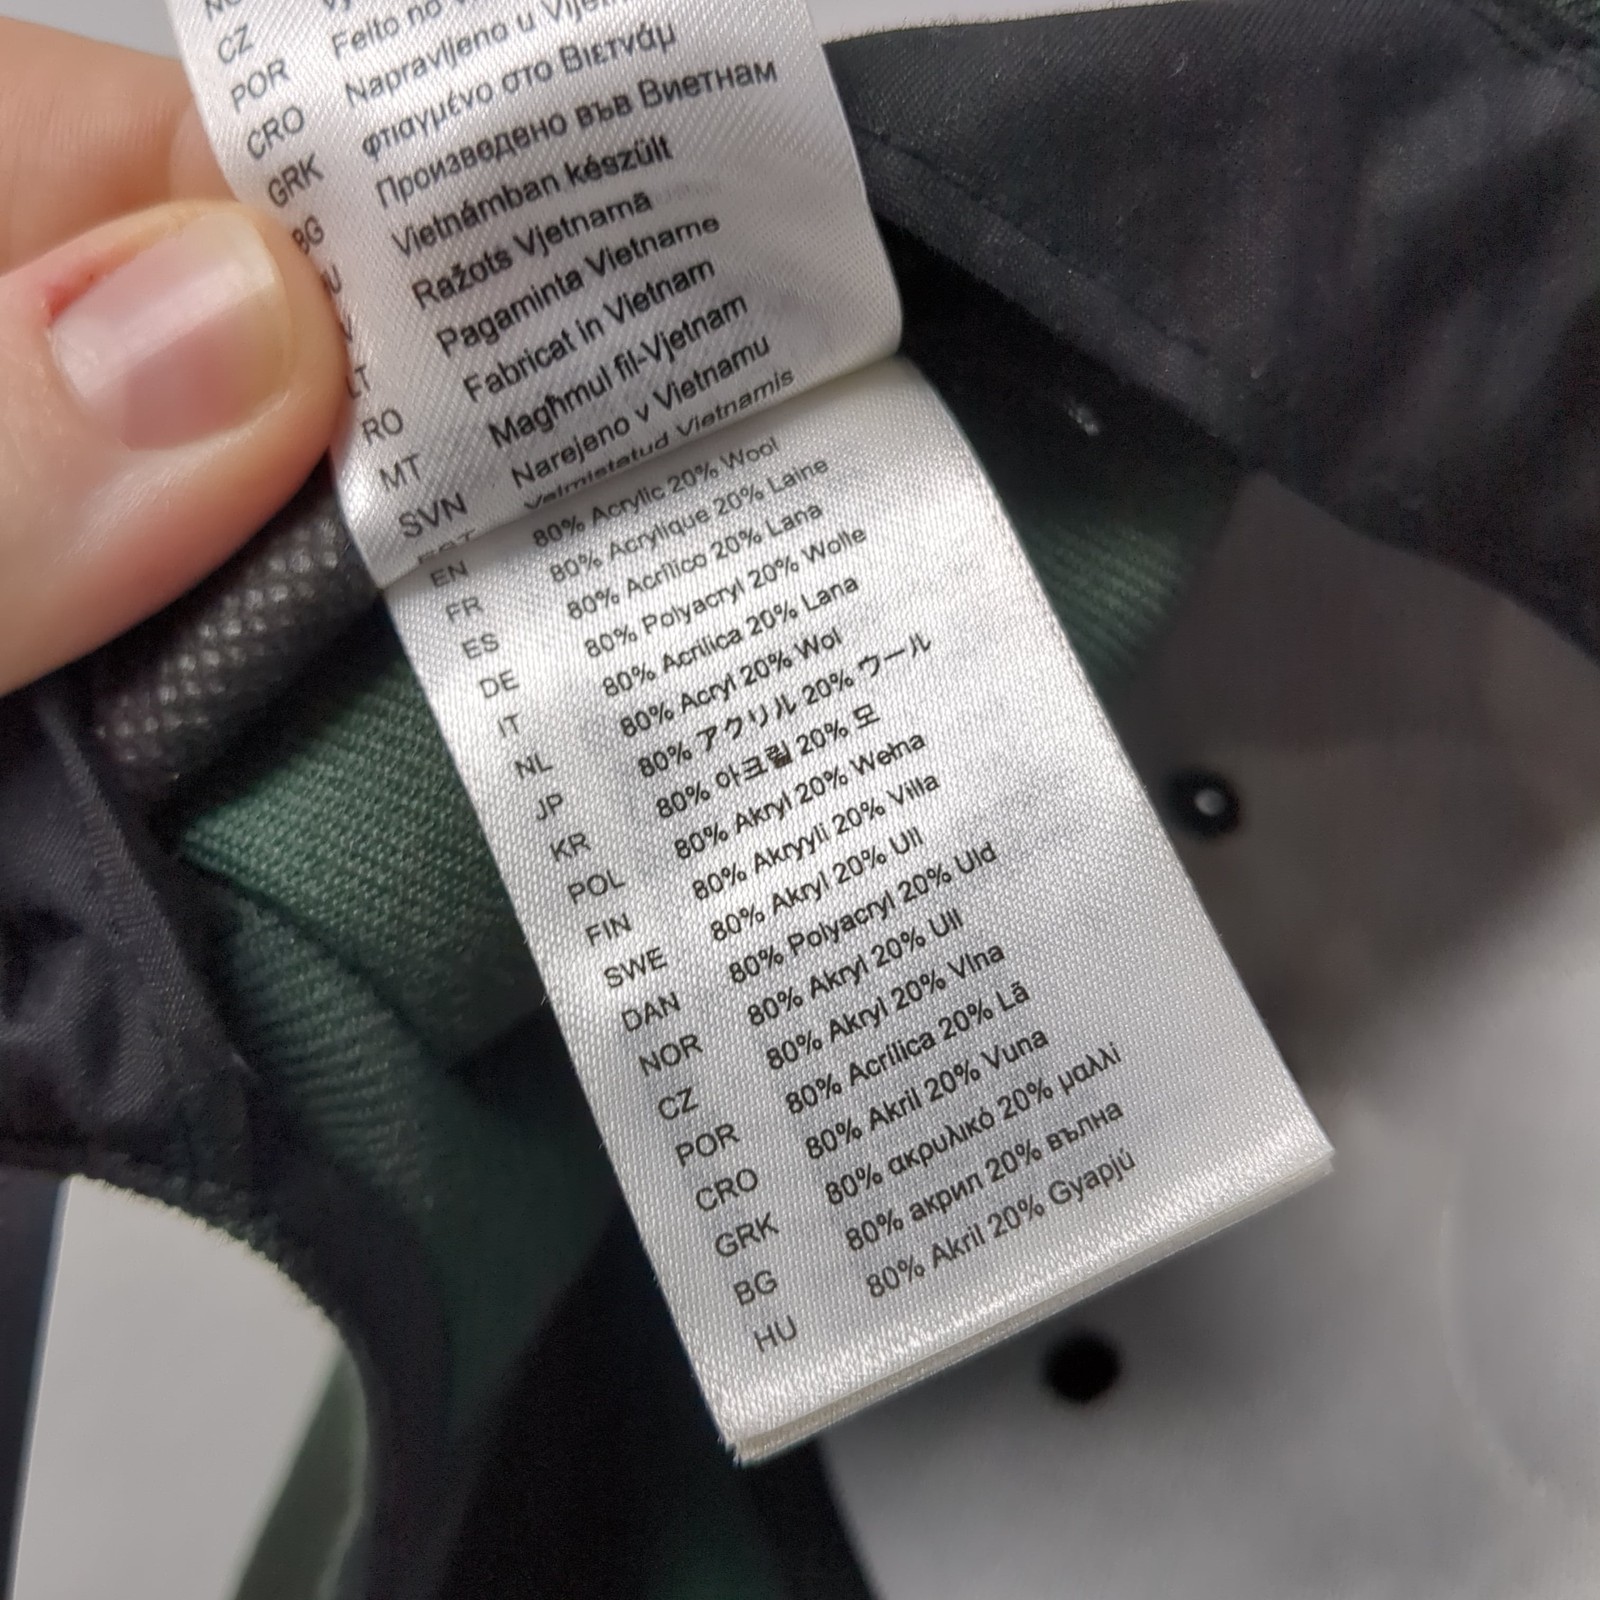 CZ
POR Feito no
CRO Napravljeno u
GRK φτιαγμένο στο Βιετνάμ
BG Произведено във Виетнам
Vietnámban készült
Ražots Vjetnamā
LT Pagaminta Vietname
RO Fabricat in Vietnam
MT Magħmul fil-Vjetnam
SVN Narejeno v Vietnamu
EST Valmistatud Vietnamis
EN 80% Acrylic 20% Wool
FR 80% Acrylique 20% Laine
ES 80% Acrílico 20% Lana
DE 80% Polyacryl 20% Wolle
IT 80% Acrilica 20% Lana
NL 80% Acryl 20% Wol
JP 80% アクリル 20% ウール
KR 80% 아크릴 20% 모
POL 80% Akryl 20% Wełna
FIN 80% Akryyli 20% Villa
SWE 80% Akryl 20% Ull
DAN 80% Polyacryl 20% Uld
NOR 80% Akryl 20% Ull
CZ 80% Akryl 20% Vlna
POR 80% Acrílica 20% Lã
CRO 80% Akril 20% Vuna
GRK 80% ακρυλικό 20% μαλλί
BG 80% акрил 20% вълна
HU 80% Akril 20% Gyapjú